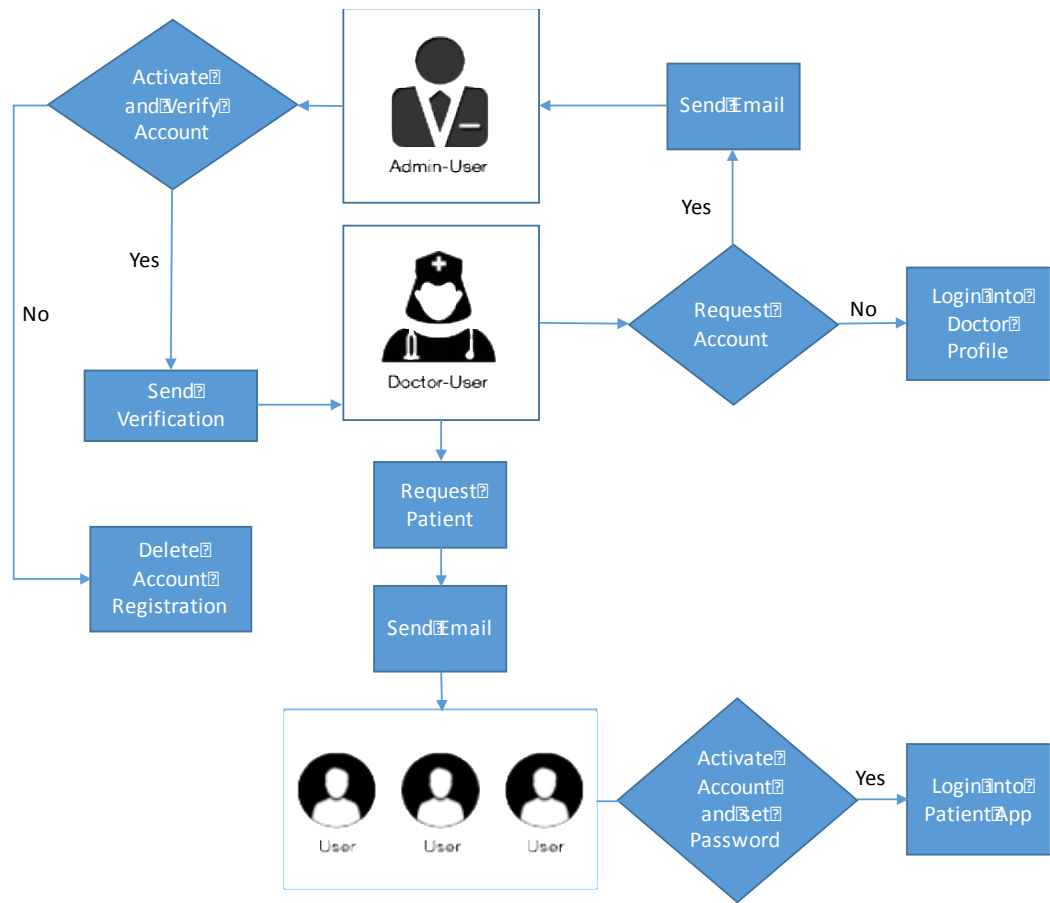 Activate
and Verify
Account
Admin-User
Send Email
Yes
Yes
No
Doctor-User
Request
Account
No
Login into
Doctor
Profile
Send
Verification
Request
Patient
Delete
Account
Registration
Send Email
User
User
User
Activate
Account
and set
Password
Yes
Login into
Patient App